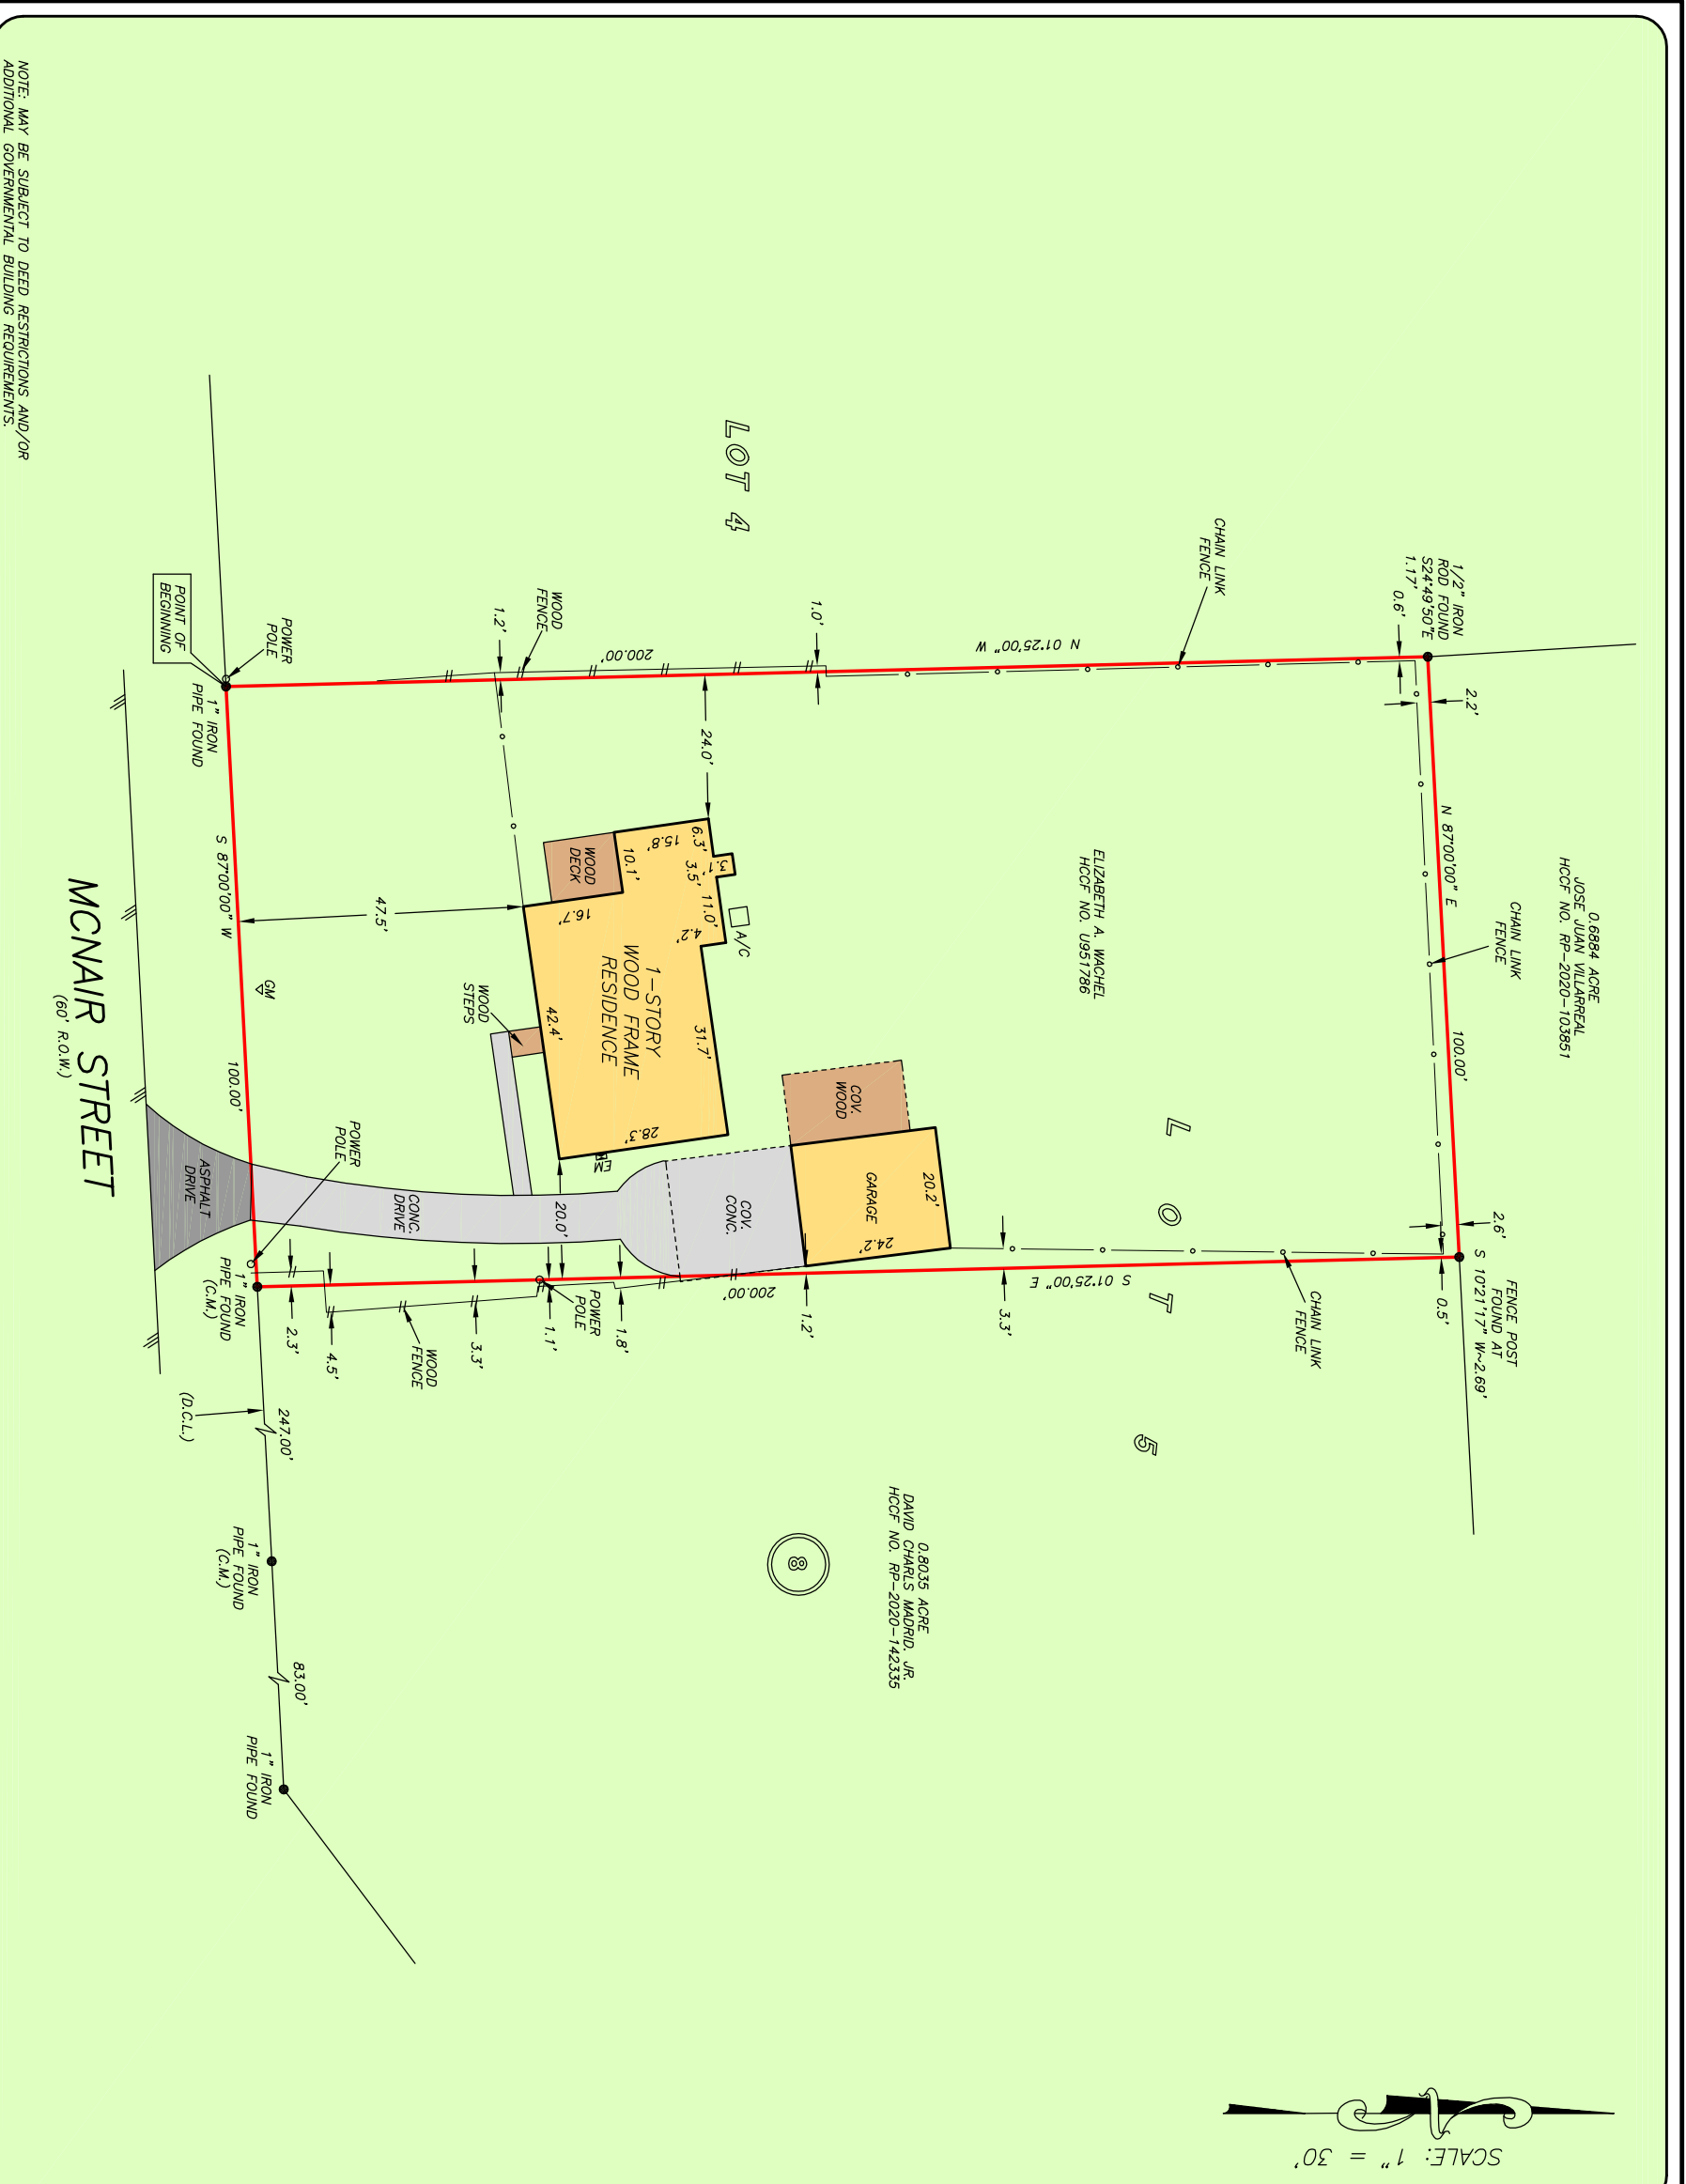 0.6884 ACRE
JOSE JUAN VILLARREAL
HCCF NO. RP-2020-103851
1/2" IRON
ROD FOUND
S24°49'50"E
1.17'
0.6'
2.2'
N 87°00'00" E
100.00'
CHAIN LINK
FENCE
2.6'
FENCE POST
FOUND AT
S 10°21'17" W~2.69'
0.5'
CHAIN LINK
FENCE
N 01°25'00" W
200.00'
CHAIN LINK
FENCE
S 01°25'00" E
200.00'
3.3'
1.2'
ELIZABETH A. WACHEL
HCCF NO. U951786
L O T 5
LOT 4
0.8035 ACRE
DAVID CHARLS MADRID, JR.
HCCF NO. RP-2020-142335
8
20.2'
GARAGE
24.2'
COV.
WOOD
COV.
CONC.
1.0'
24.0'
6.3'
3.1'
3.5'
11.0'
4.2'
A/C
15.8'
10.1'
16.7'
31.7'
1-STORY
WOOD FRAME
RESIDENCE
28.3'
42.4'
EM
WOOD
DECK
WOOD
STEPS
WOOD
FENCE
1.2'
20.0'
1.8'
POWER
POLE
1.1'
3.3'
WOOD
FENCE
4.5'
2.3'
47.5'
CONC.
DRIVE
POWER
POLE
POWER
POLE
POINT OF
BEGINNING
1" IRON
PIPE FOUND
S 87°00'00" W
100.00'
GM
ASPHALT
DRIVE
1" IRON
PIPE FOUND
(C.M.)
247.00'
(D.C.L.)
1" IRON
PIPE FOUND
(C.M.)
83.00'
1" IRON
PIPE FOUND
MCNAIR STREET
(60' R.O.W.)
NOTE: MAY BE SUBJECT TO DEED RESTRICTIONS AND/OR
ADDITIONAL GOVERNMENTAL BUILDING REQUIREMENTS.
SCALE: 1" = 30'